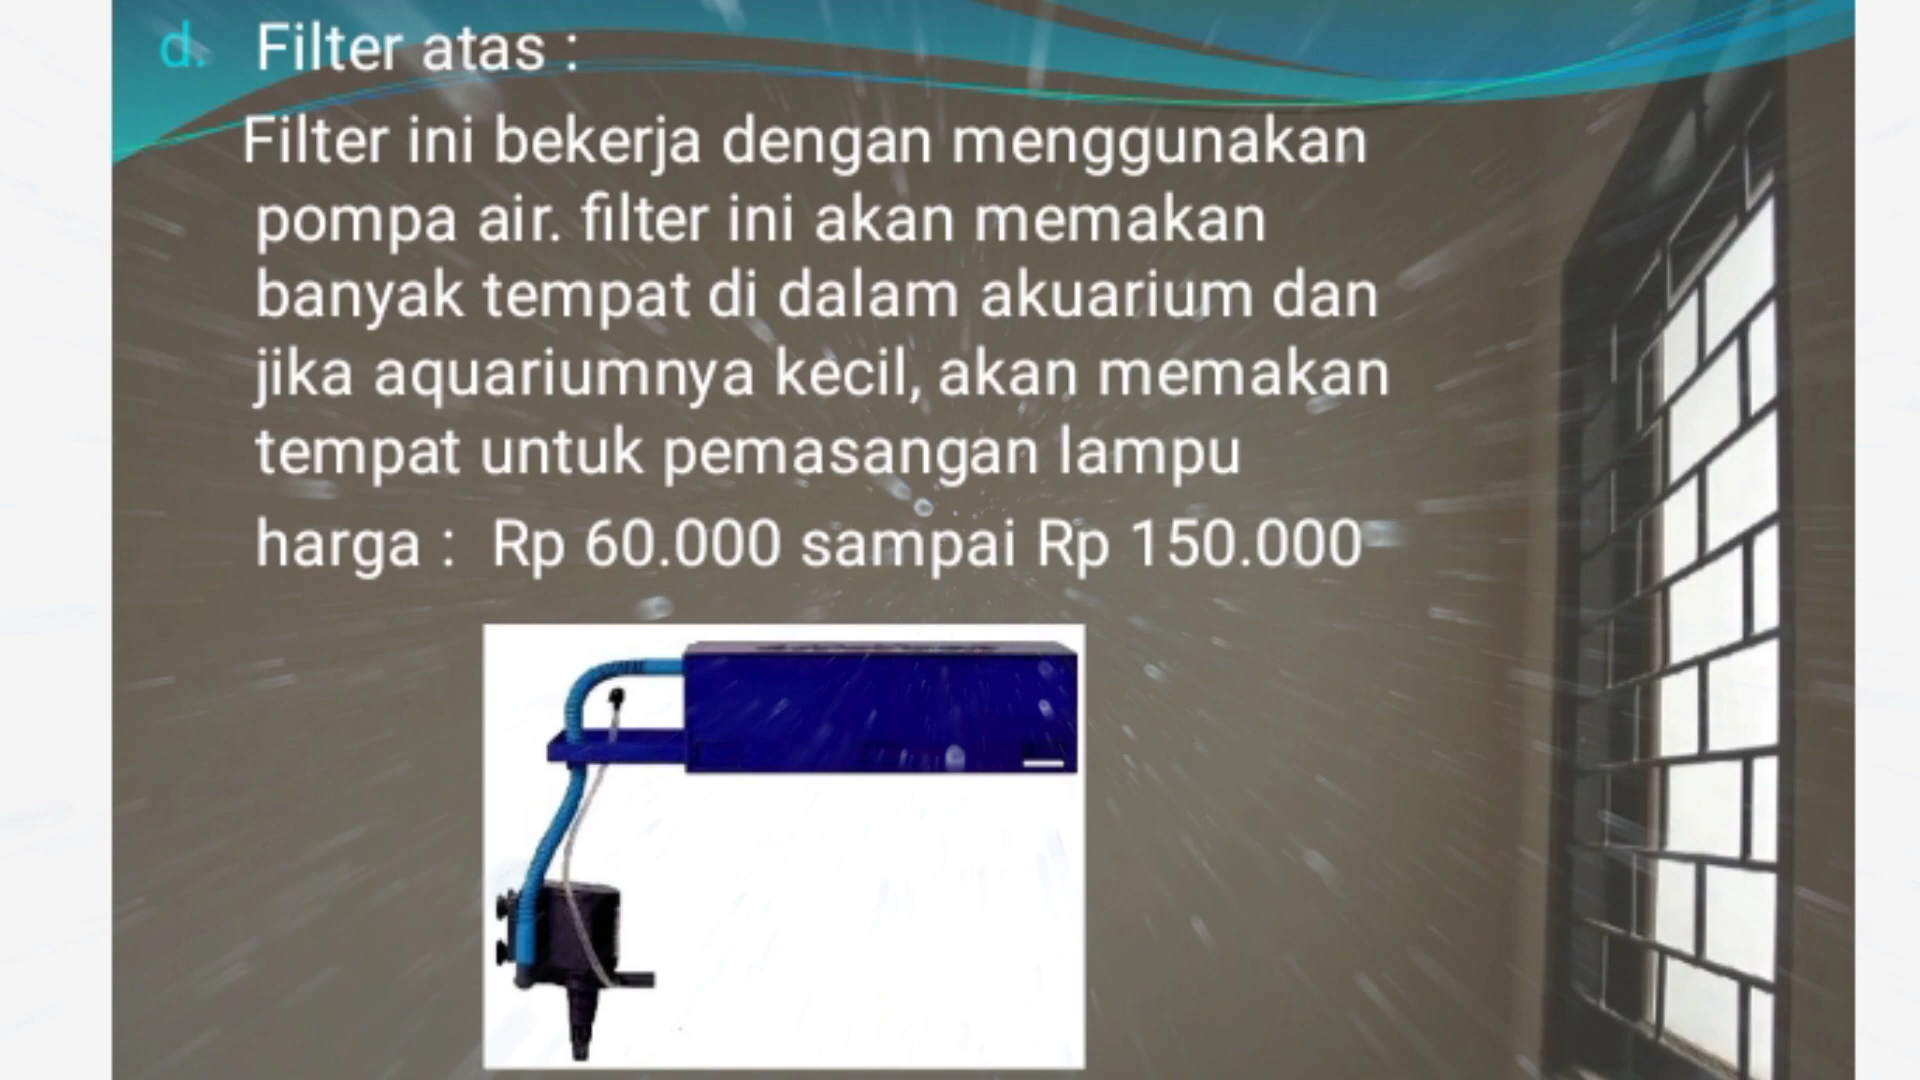 d. Filter atas :
Filter ini bekerja dengan menggunakan
pompa air. filter ini akan memakan
banyak tempat di dalam akuarium dan
jika aquariumnya kecil, akan memakan
tempat untuk pemasangan lampu
harga : Rp 60.000 sampai Rp 150.000